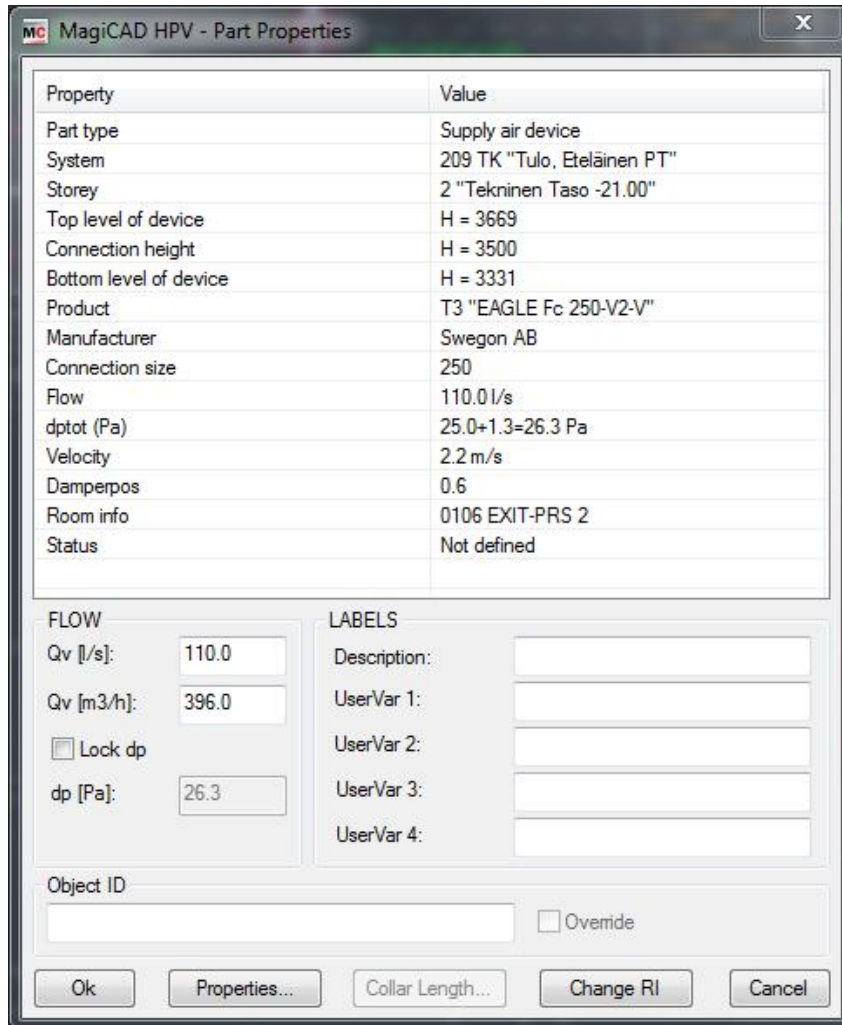 MC MagiCAD HPV - Part Properties
Property Value
Part type Supply air device
System 209 TK "Tulo, Eteläinen PT"
Storey 2 "Tekninen Taso -21.00"
Top level of device H = 3669
Connection height H = 3500
Bottom level of device H = 3331
Product T3 "EAGLE Fc 250-V2-V"
Manufacturer Swegon AB
Connection size 250
Flow 110.0 l/s
dptot (Pa) 25.0+1.3=26.3 Pa
Velocity 2.2 m/s
Damperpos 0.6
Room info 0106 EXIT-PRS 2
Status Not defined
FLOW LABELS
Qv [l/s]: 110.0 Description:
Qv [m3/h]: 396.0 UserVar 1:
Lock dp UserVar 2:
dp [Pa]: 26.3 UserVar 3:
UserVar 4:
Object ID
Override
Ok Properties... Collar Length... Change RI Cancel